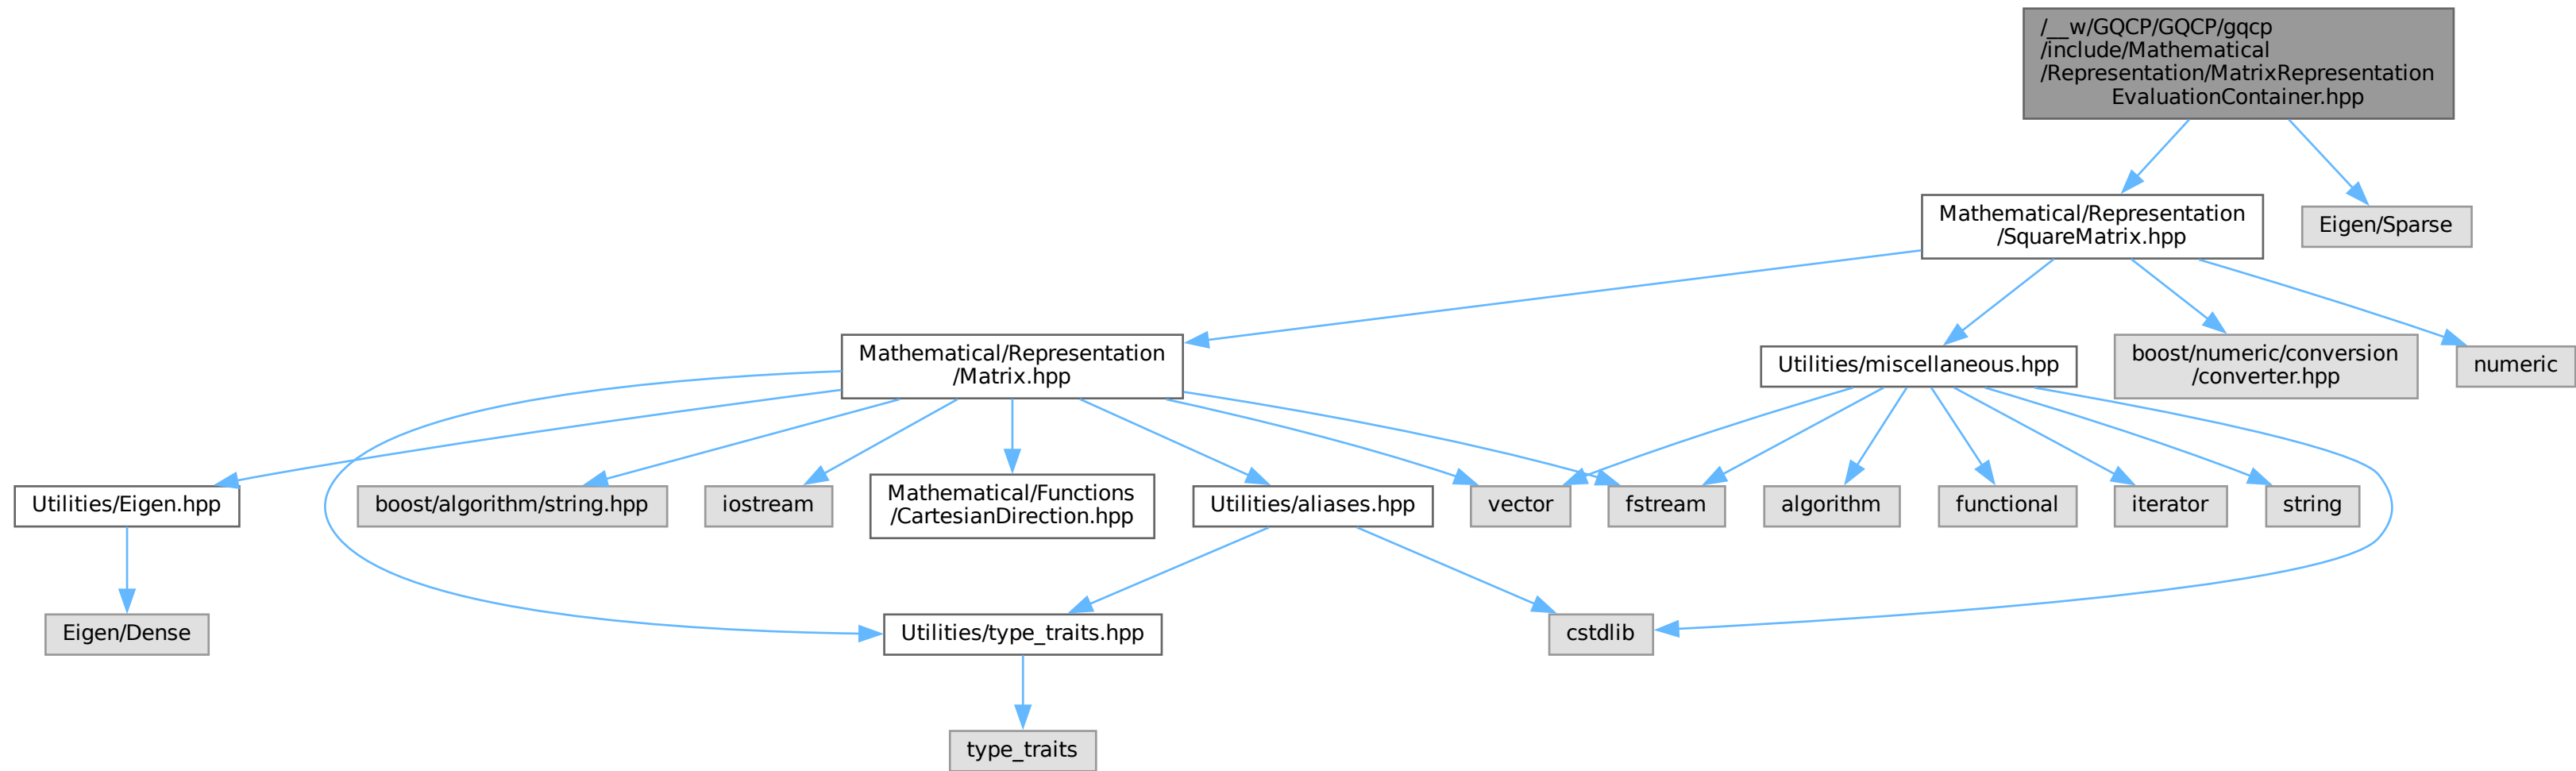 /__w/GQCP/GQCP/gqcp
/include/Mathematical
/Representation/MatrixRepresentation
EvaluationContainer.hpp
Mathematical/Representation
/SquareMatrix.hpp
Eigen/Sparse
Mathematical/Representation
/Matrix.hpp
Utilities/miscellaneous.hpp
boost/numeric/conversion
/converter.hpp
numeric
Utilities/Eigen.hpp
boost/algorithm/string.hpp
iostream
Mathematical/Functions
/CartesianDirection.hpp
Utilities/aliases.hpp
vector
fstream
algorithm
functional
iterator
string
Eigen/Dense
Utilities/type_traits.hpp
cstdlib
type_traits